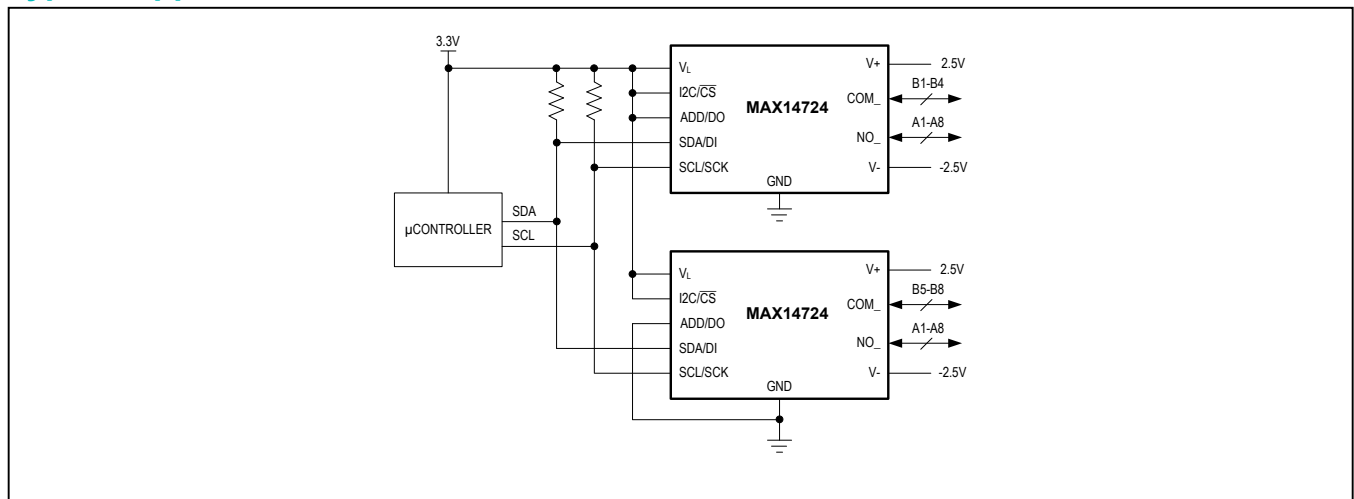 3.3V
µCONTROLLER
SDA
SCL
VL
I2C/CS
ADD/DO
SDA/DI
SCL/SCK
MAX14724
GND
V+
COM_
NO_
V-
2.5V
B1-B4
A1-A8
-2.5V
VL
I2C/CS
ADD/DO
SDA/DI
SCL/SCK
MAX14724
GND
V+
COM_
NO_
V-
2.5V
B5-B8
A1-A8
-2.5V